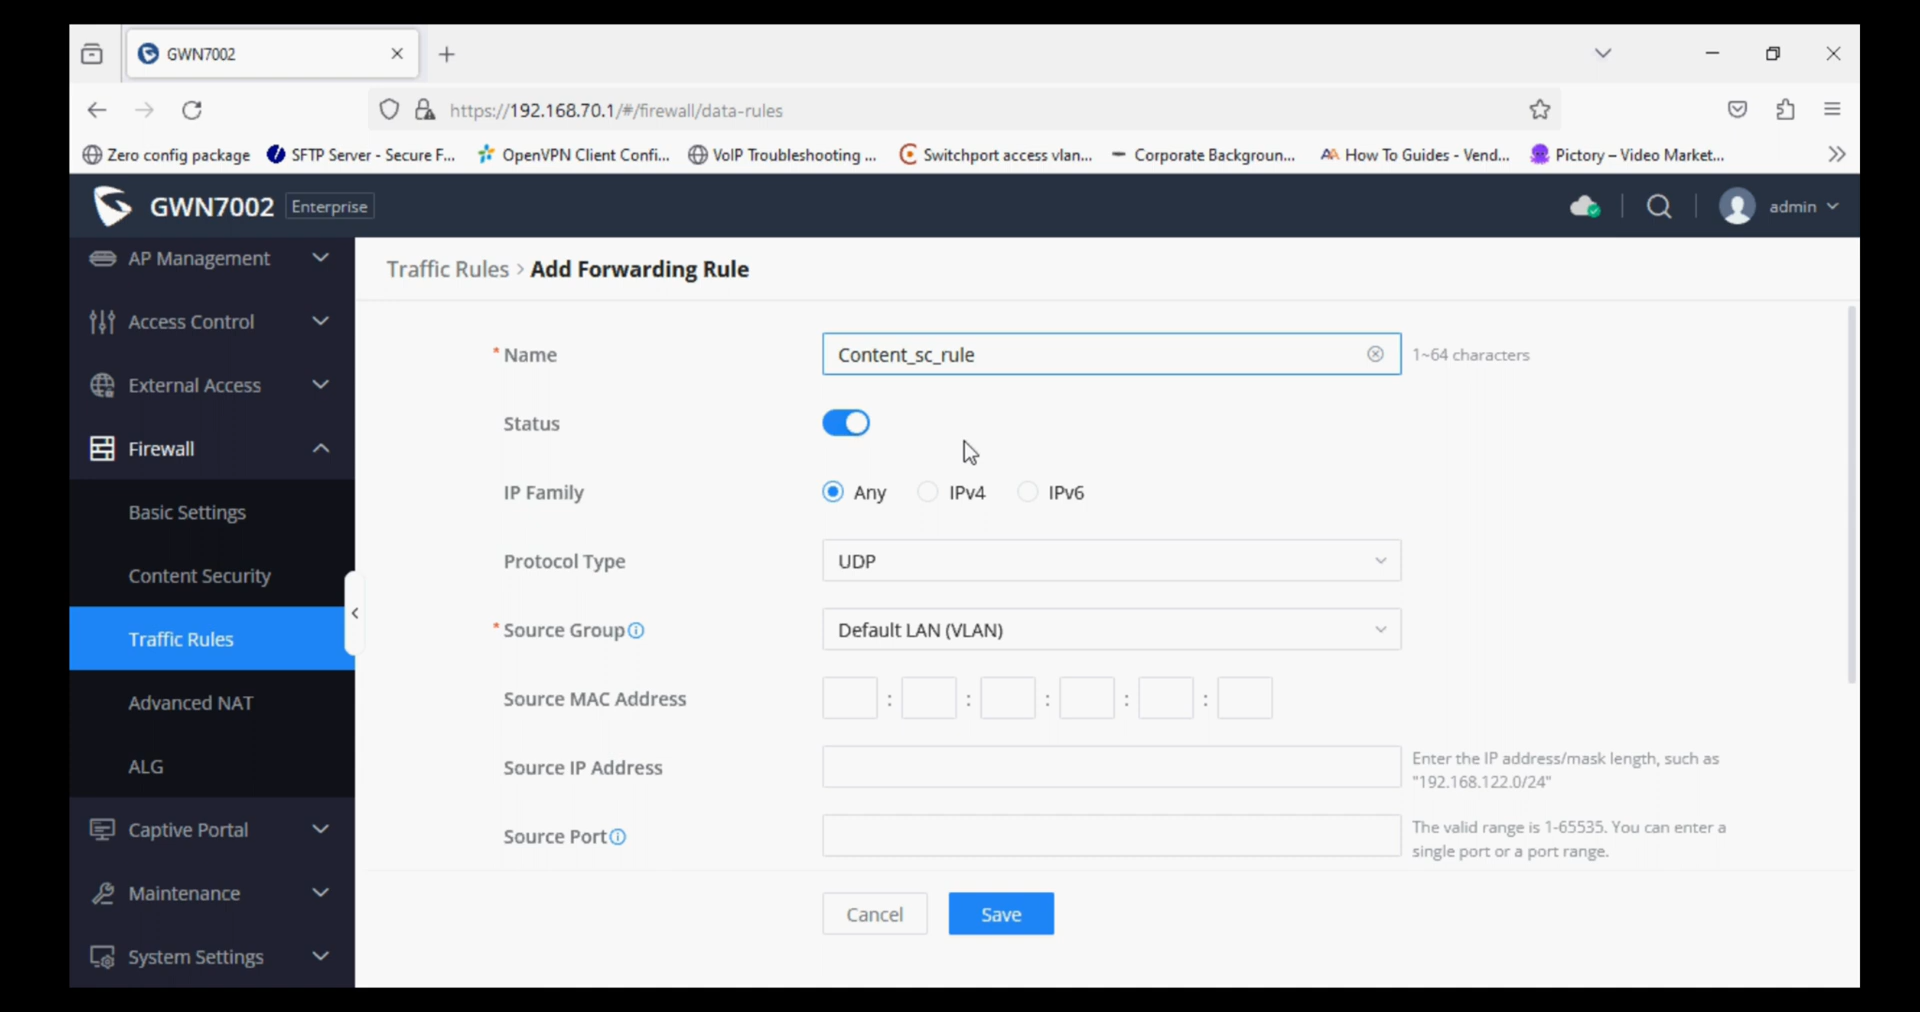 GWN7002
https://192.168.70.1/#/firewall/data-rules
Zero config package SFTP Server - Secure F... OpenVPN Client Confi... VoIP Troubleshooting ... Switchport access vlan... Corporate Backgroun... How To Guides - Vend... Pictory – Video Market...
GWN7002 Enterprise admin
AP Management
Access Control
External Access
Firewall
Basic Settings
Content Security
Traffic Rules
Advanced NAT
ALG
Captive Portal
Maintenance
System Settings
Traffic Rules > Add Forwarding Rule
* Name Content_sc_rule 1~64 characters
Status
IP Family Any IPv4 IPv6
Protocol Type UDP
* Source Group Default LAN (VLAN)
Source MAC Address : : : : :
Source IP Address Enter the IP address/mask length, such as
"192.168.122.0/24"
Source Port The valid range is 1-65535. You can enter a
single port or a port range.
Cancel Save